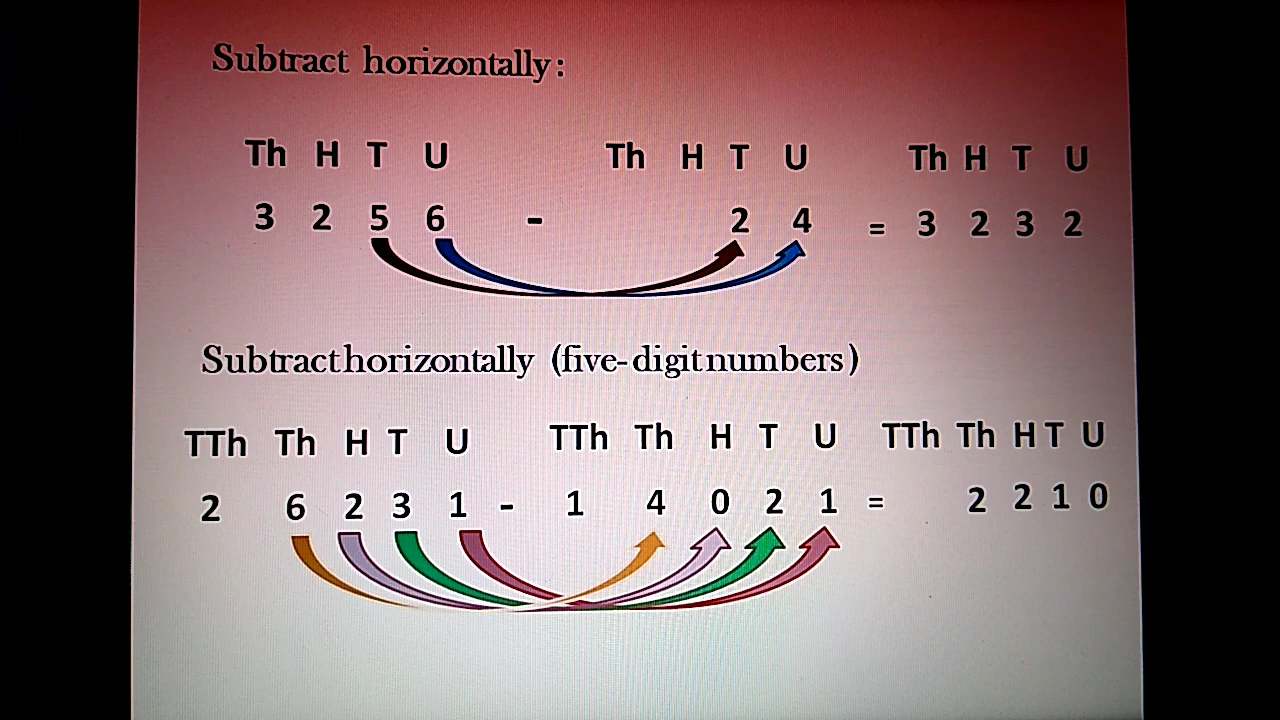 Subtract horizontally:
Th H T U Th H T U Th H T U
3 2 5 6 - 2 4 = 3 2 3 2
Subtract horizontally (five-digit numbers)
TTh Th H T U TTh Th H T U TTh Th H T U
2 6 2 3 1 - 1 4 0 2 1 = 2 2 1 0